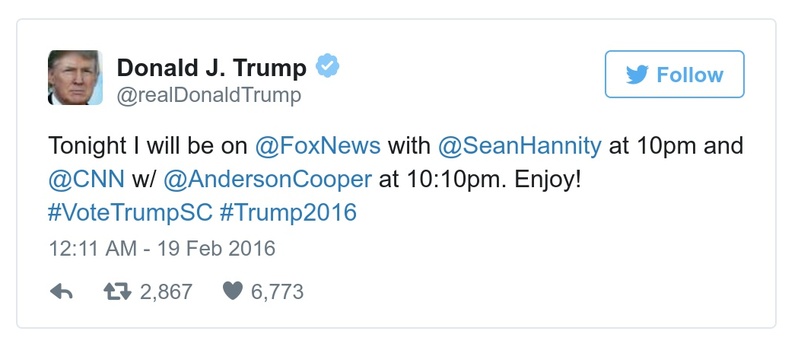 Donald J. Trump
@realDonaldTrump
Follow
Tonight I will be on @FoxNews with @SeanHannity at 10pm and
@CNN w/ @AndersonCooper at 10:10pm. Enjoy!
#VoteTrumpSC #Trump2016
12:11 AM - 19 Feb 2016
2,867 6,773